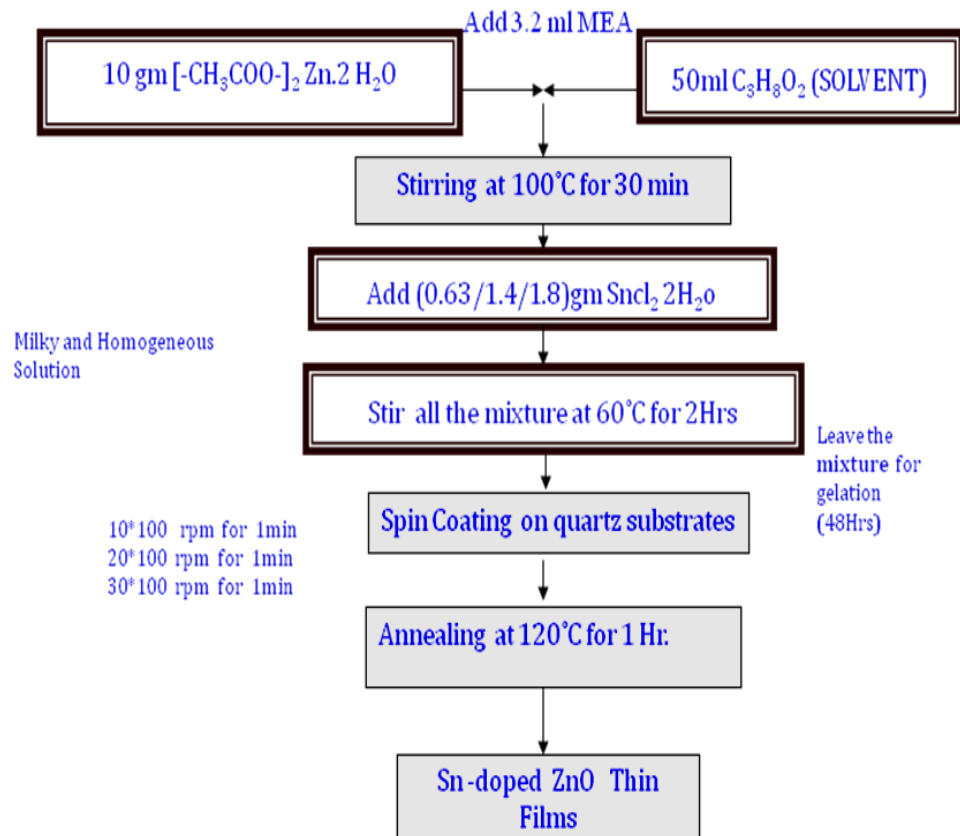 Add 3.2 ml MEA
10 gm [-CH₃COO-]₂ Zn.2 H₂O
50ml C₃H₈O₂ (SOLVENT)
Stirring at 100°C for 30 min
Add (0.63/1.4/1.8)gm Sncl₂ 2H₂o
Milky and Homogeneous
Solution
Stir all the mixture at 60°C for 2Hrs
Leave the
mixture for
gelation
(48Hrs)
Spin Coating on quartz substrates
10*100 rpm for 1min
20*100 rpm for 1min
30*100 rpm for 1min
Annealing at 120°C for 1 Hr.
Sn-doped ZnO Thin
Films